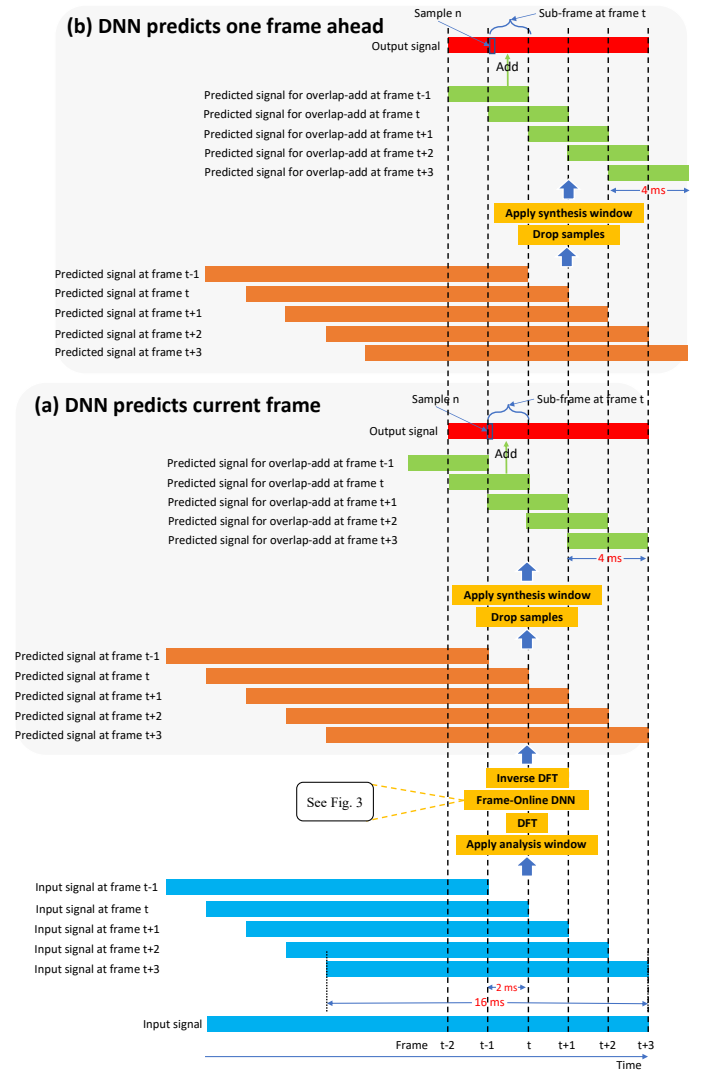 (b) DNN predicts one frame ahead
Sample n
Sub-frame at frame t
Output signal
Add
Predicted signal for overlap-add at frame t-1
Predicted signal for overlap-add at frame t
Predicted signal for overlap-add at frame t+1
Predicted signal for overlap-add at frame t+2
Predicted signal for overlap-add at frame t+3
4 ms
Apply synthesis window
Drop samples
Predicted signal at frame t-1
Predicted signal at frame t
Predicted signal at frame t+1
Predicted signal at frame t+2
Predicted signal at frame t+3
(a) DNN predicts current frame
Sample n
Sub-frame at frame t
Output signal
Add
Predicted signal for overlap-add at frame t-1
Predicted signal for overlap-add at frame t
Predicted signal for overlap-add at frame t+1
Predicted signal for overlap-add at frame t+2
Predicted signal for overlap-add at frame t+3
4 ms
Apply synthesis window
Drop samples
Predicted signal at frame t-1
Predicted signal at frame t
Predicted signal at frame t+1
Predicted signal at frame t+2
Predicted signal at frame t+3
Inverse DFT
See Fig. 3
Frame-Online DNN
DFT
Apply analysis window
Input signal at frame t-1
Input signal at frame t
Input signal at frame t+1
Input signal at frame t+2
Input signal at frame t+3
2 ms
16 ms
Input signal
Frame t-2 t-1 t t+1 t+2 t+3
Time